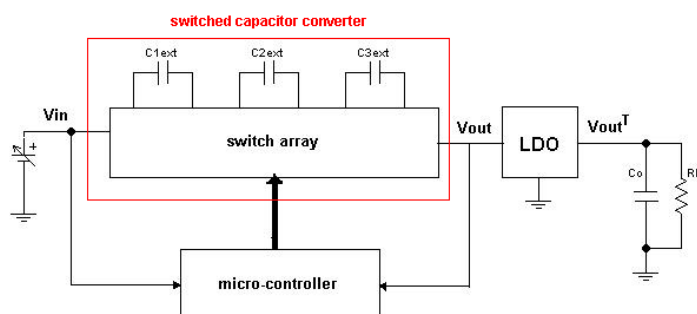 switched capacitor converter
C1ext
C2ext
C3ext
Vin
switch array
Vout
LDO
Vout^T
+
Co
Rl
micro-controller